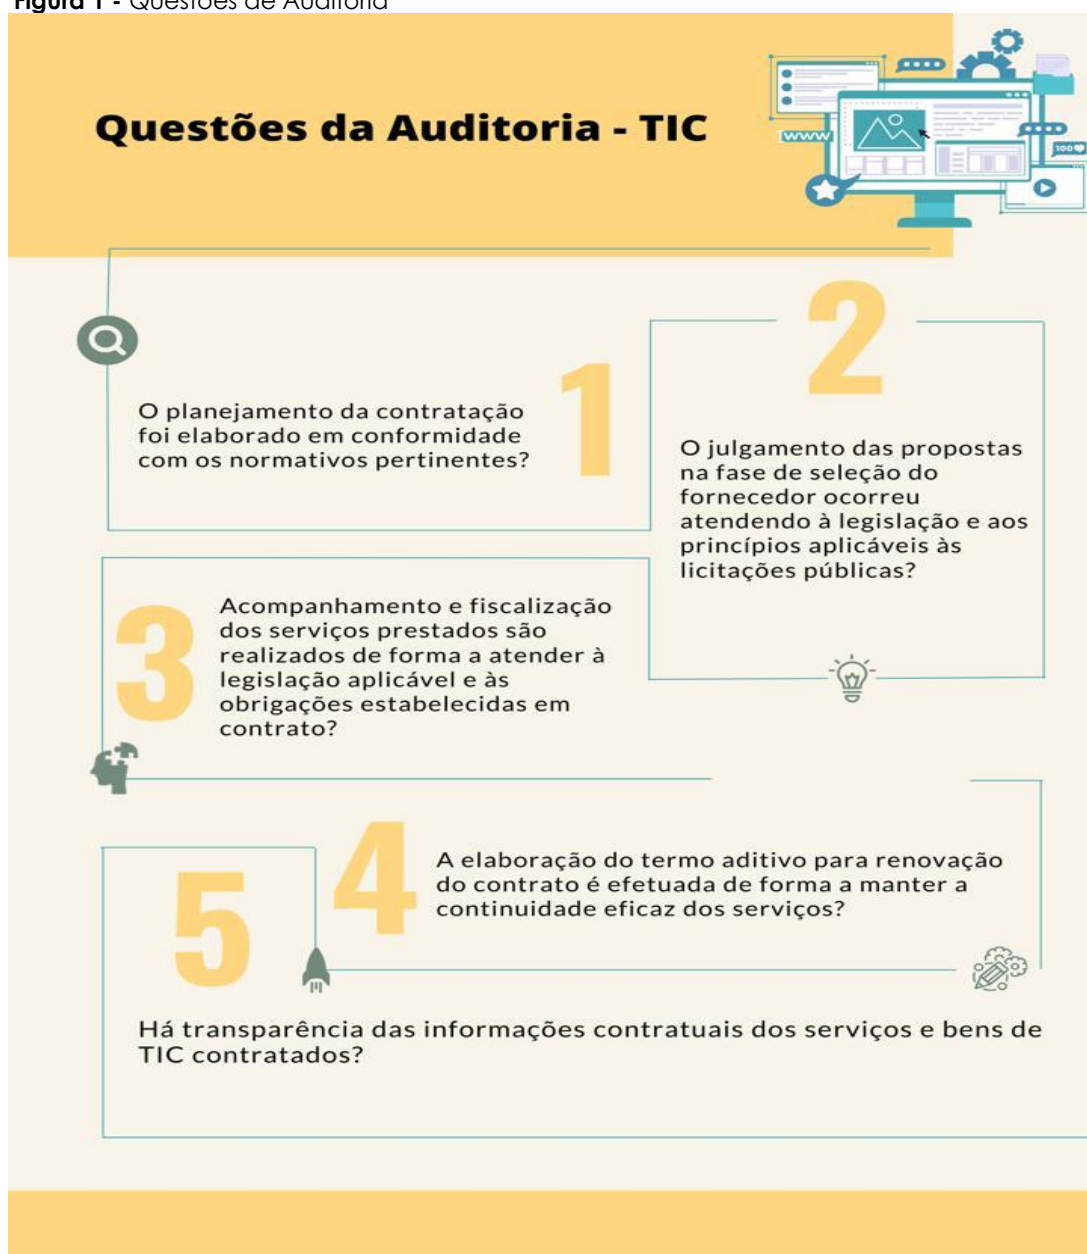 Figura 1 - Questões de Auditoria
Questões da Auditoria - TIC
WWW
100
1
O planejamento da contratação
foi elaborado em conformidade
com os normativos pertinentes?
2
O julgamento das propostas
na fase de seleção do
fornecedor ocorreu
atendendo à legislação e aos
princípios aplicáveis às
licitações públicas?
3
Acompanhamento e fiscalização
dos serviços prestados são
realizados de forma a atender à
legislação aplicável e às
obrigações estabelecidas em
contrato?
4
A elaboração do termo aditivo para renovação
do contrato é efetuada de forma a manter a
continuidade eficaz dos serviços?
5
Há transparência das informações contratuais dos serviços e bens de
TIC contratados?